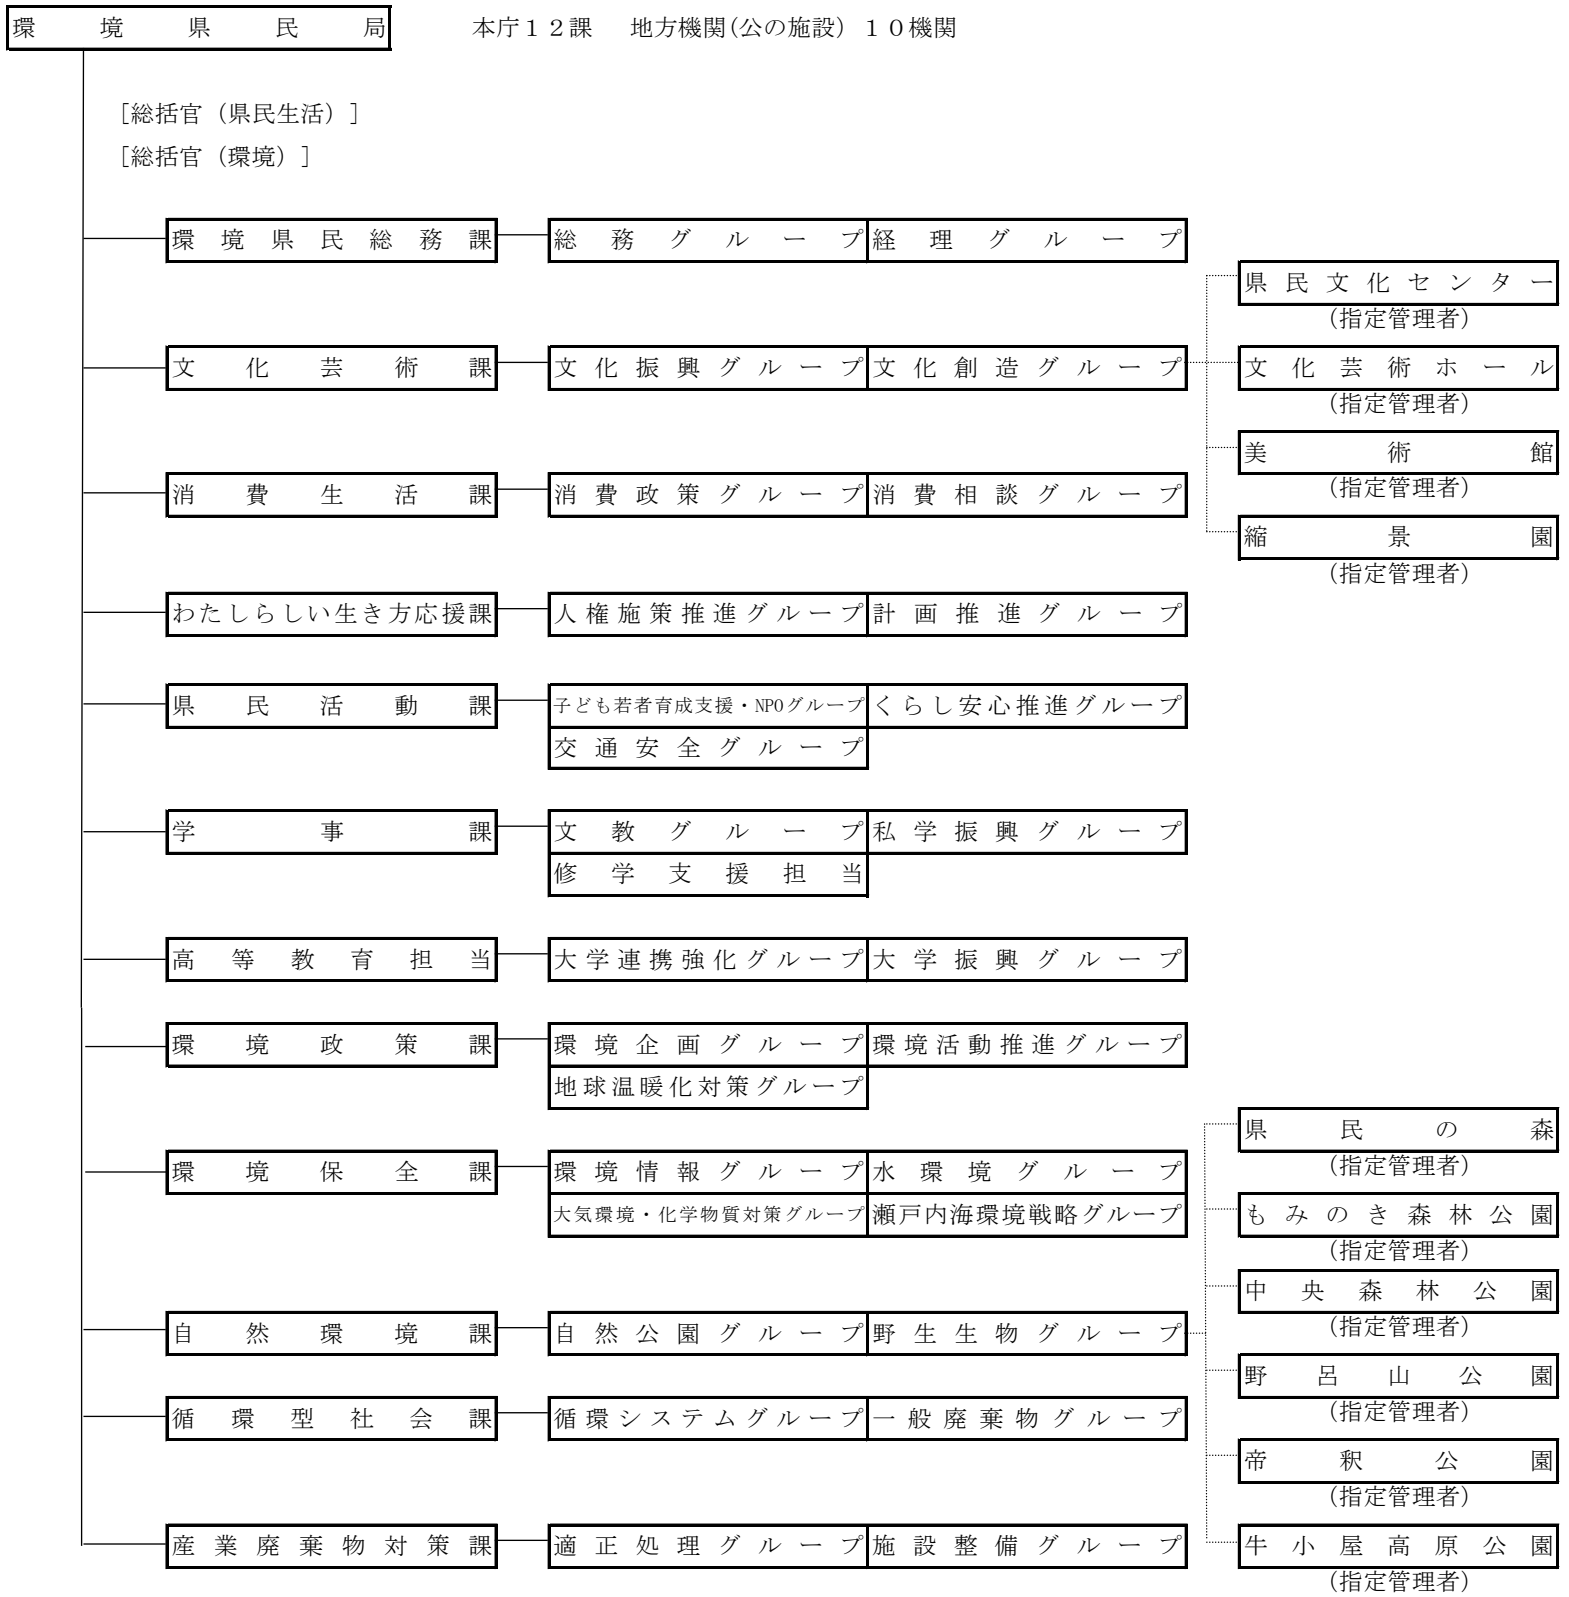 環境県民局 本庁12課 地方機関(公の施設) 10機関
[総括官(県民生活)]
[総括官(環境)]
環境県民総務課 総務グループ 経理グループ
県民文化センター
(指定管理者)
文化芸術課 文化振興グループ 文化創造グループ 文化芸術ホール
(指定管理者)
美術館
(指定管理者)
消費生活課 消費政策グループ 消費相談グループ
縮景園
(指定管理者)
わたしらしい生き方応援課 人権施策推進グループ 計画推進グループ
県民活動課 子ども若者育成支援・NPOグループ くらし安心推進グループ
交通安全グループ
学事課 文教グループ 私学振興グループ
修学支援担当
高等教育担当 大学連携強化グループ 大学振興グループ
環境政策課 環境企画グループ 環境活動推進グループ
地球温暖化対策グループ
県民の森
(指定管理者)
環境保全課 環境情報グループ 水環境グループ
大気環境・化学物質対策グループ 瀬戸内海環境戦略グループ もみのき森林公園
(指定管理者)
中央森林公園
(指定管理者)
自然環境課 自然公園グループ 野生生物グループ
野呂山公園
(指定管理者)
循環型社会課 循環システムグループ 一般廃棄物グループ
帝釈公園
(指定管理者)
産業廃棄物対策課 適正処理グループ 施設整備グループ 牛小屋高原公園
(指定管理者)